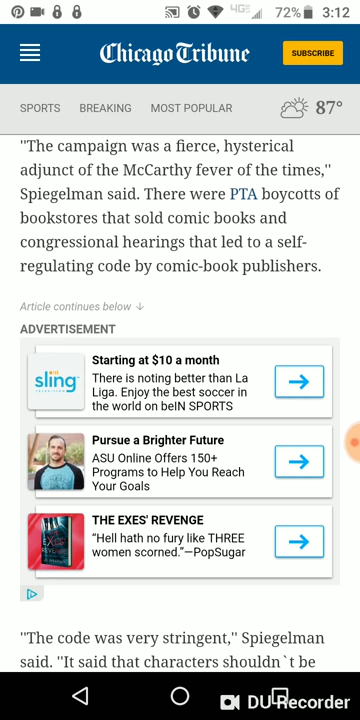 4G 72% 3:12
Chicago Tribune
SUBSCRIBE
SPORTS BREAKING MOST POPULAR 87°
"The campaign was a fierce, hysterical
adjunct of the McCarthy fever of the times,"
Spiegelman said. There were PTA boycotts of
bookstores that sold comic books and
congressional hearings that led to a self-
regulating code by comic-book publishers.
Article continues below ↓
ADVERTISEMENT
sling
TELEVISION
Starting at $10 a month
There is noting better than La
Liga. Enjoy the best soccer in
the world on beIN SPORTS
Pursue a Brighter Future
ASU Online Offers 150+
Programs to Help You Reach
Your Goals
THE EXES' REVENGE
"Hell hath no fury like THREE
women scorned."—PopSugar
"The code was very stringent," Spiegelman
said. "It said that characters shouldn`t be
DU Recorder